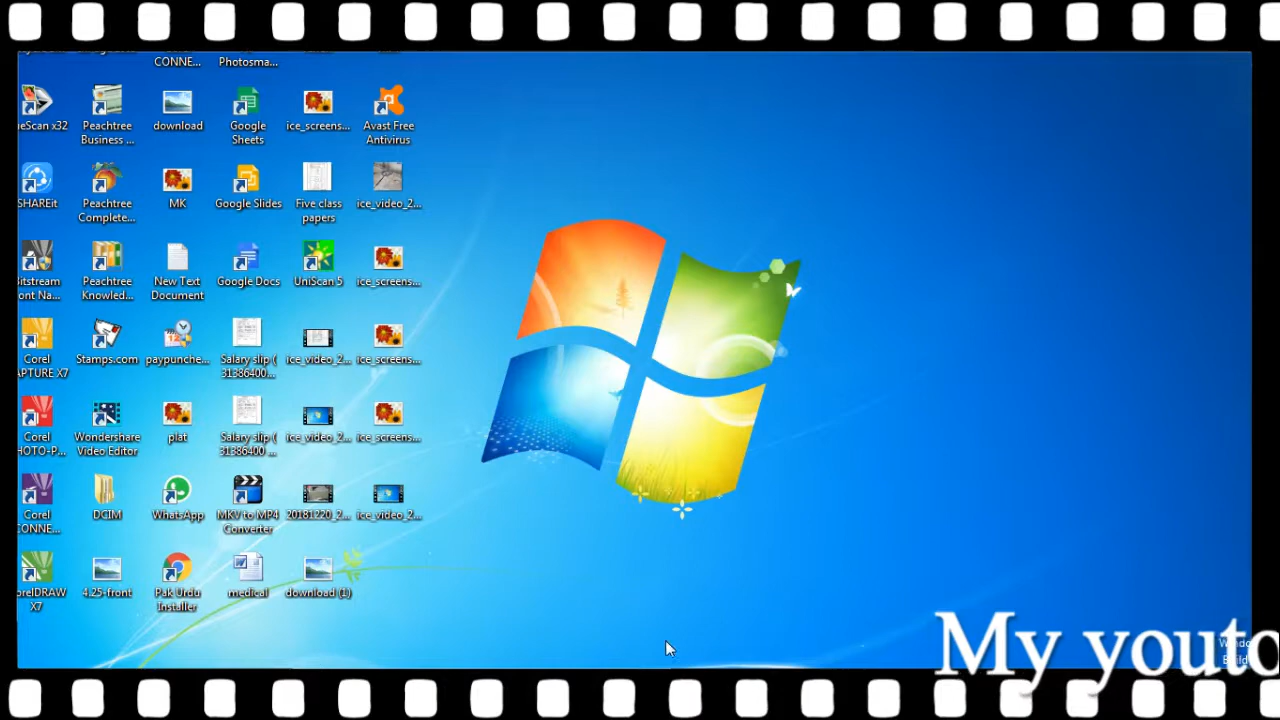 CONNE...
Photosma...
eScan x32
Peachtree
Business ...
download
Google
Sheets
ice_screens...
Avast Free
Antivirus
SHAREit
Peachtree
Complete...
MK
Google Slides
Five class
papers
ice_video_2...
Bitstream
ont Na...
Peachtree
Knowled...
New Text
Document
Google Docs
UniScan 5
ice_screens...
Corel
APTURE X7
Stamps.com
paypunche...
Salary slip (
31386400...
ice_video_2...
ice_screens...
Corel
HOTO-P...
Wondershare
Video Editor
plat
Salary slip (
31386400 ...
ice_video_2...
ice_screens...
Corel
CONNE...
DCIM
WhatsApp
MKV to MP4
Converter
20181220_2...
ice_video_2...
orelDRAW
X7
4.25-front
Pak Urdu
Installer
medical
download (1)
My youto
Windo
Build